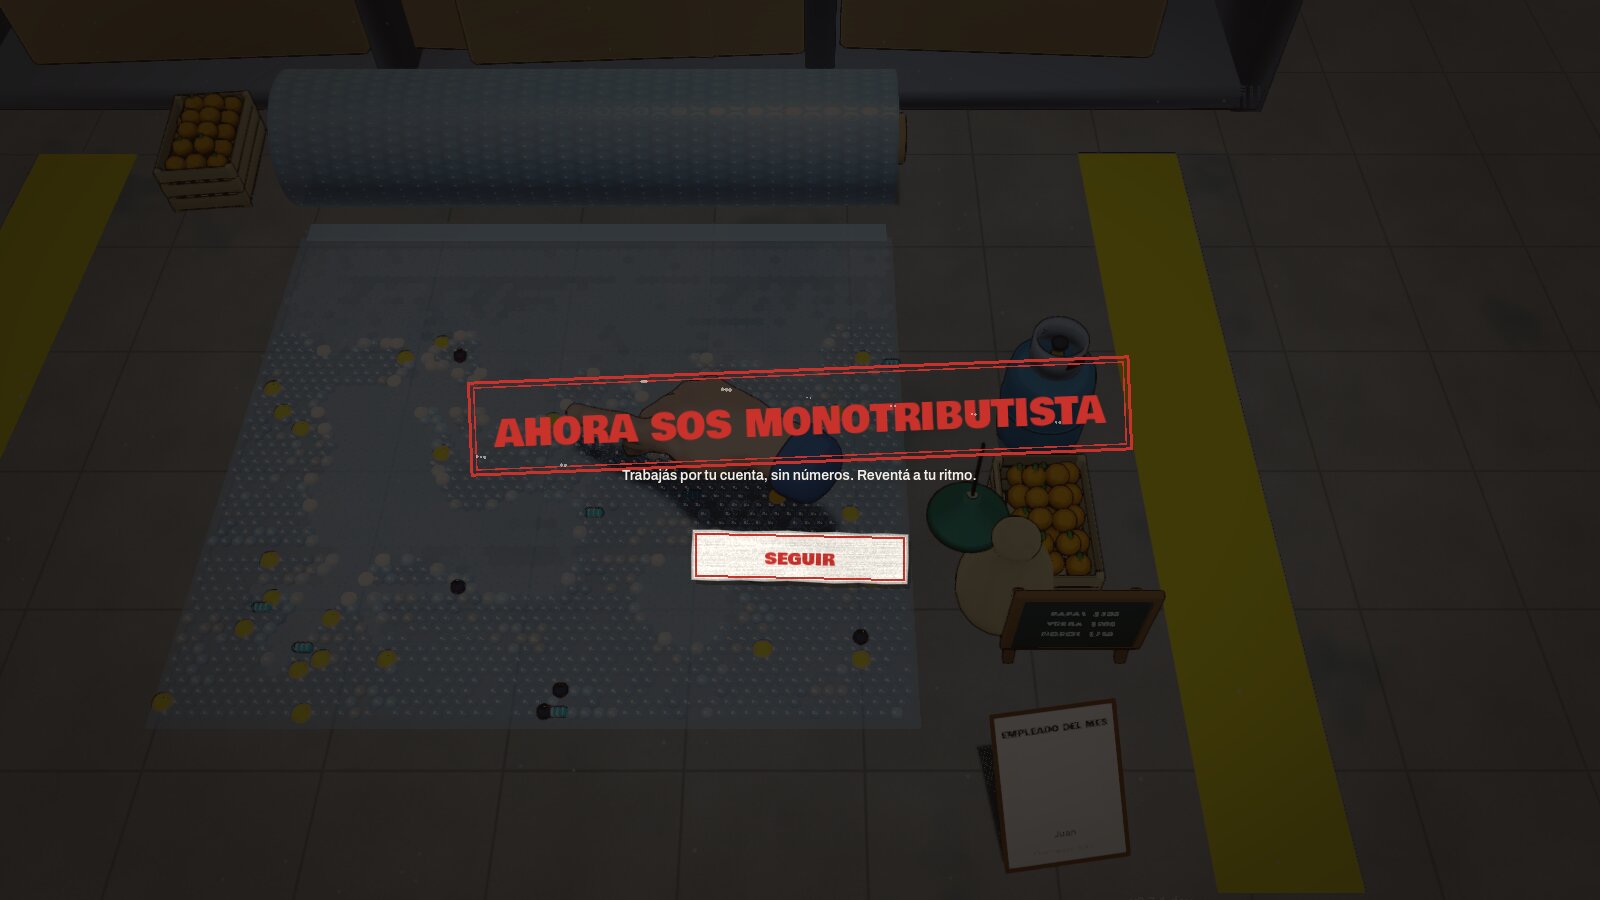 AHORA SOS MONOTRIBUTISTA
Trabajás por tu cuenta, sin números. Reventá a tu ritmo.
SEGUIR
EMPLEADO DEL MES
Juan